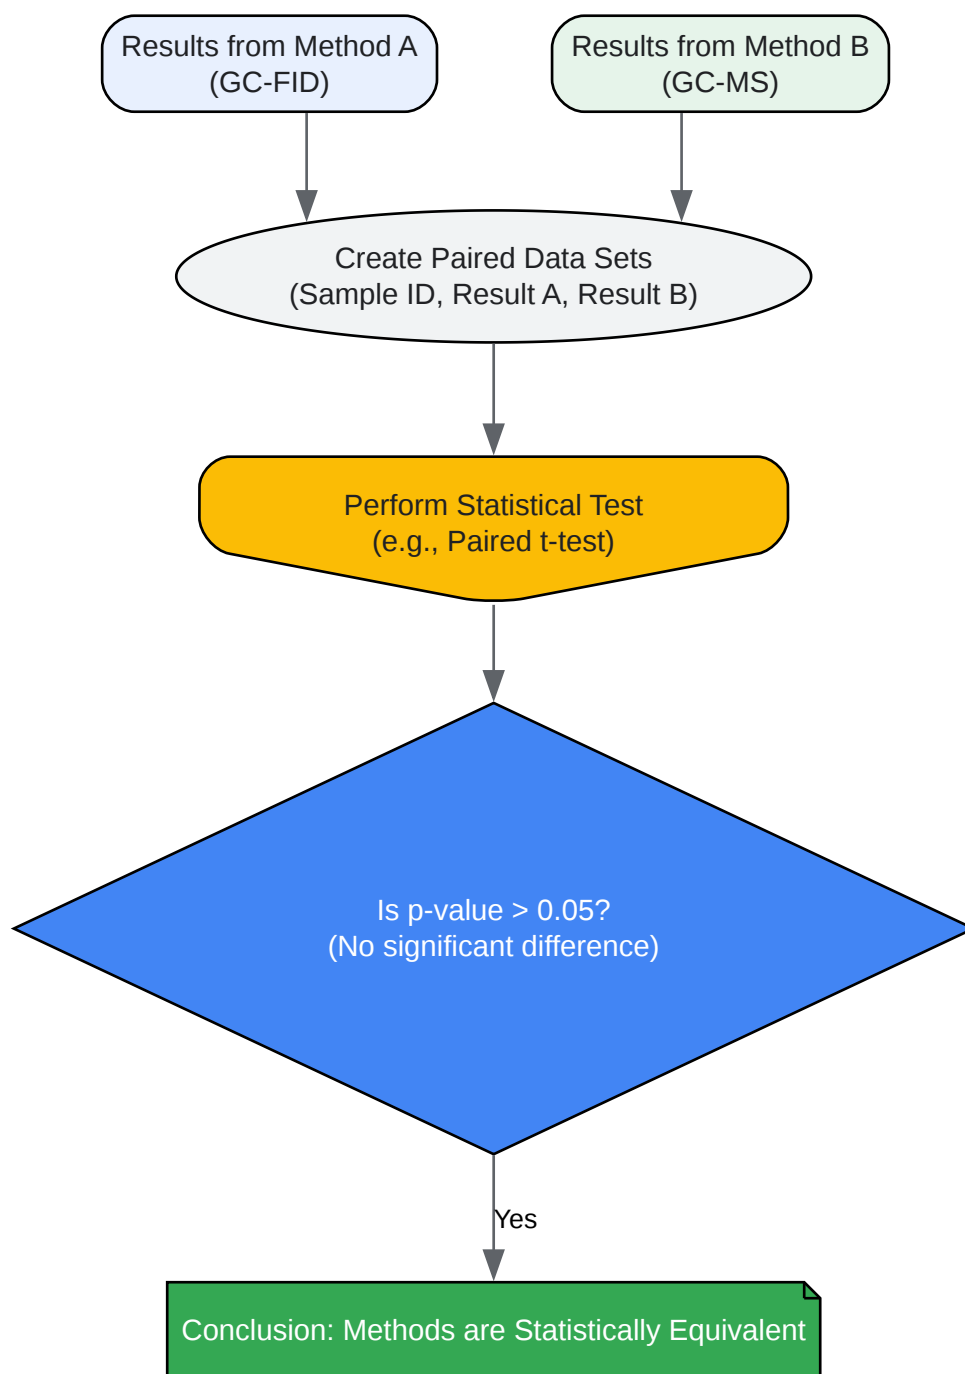 Results from Method A
(GC-FID)
Results from Method B
(GC-MS)
Create Paired Data Sets
(Sample ID, Result A, Result B)
Perform Statistical Test
(e.g., Paired t-test)
Is p-value > 0.05?
(No significant difference)
Yes
Conclusion: Methods are Statistically Equivalent